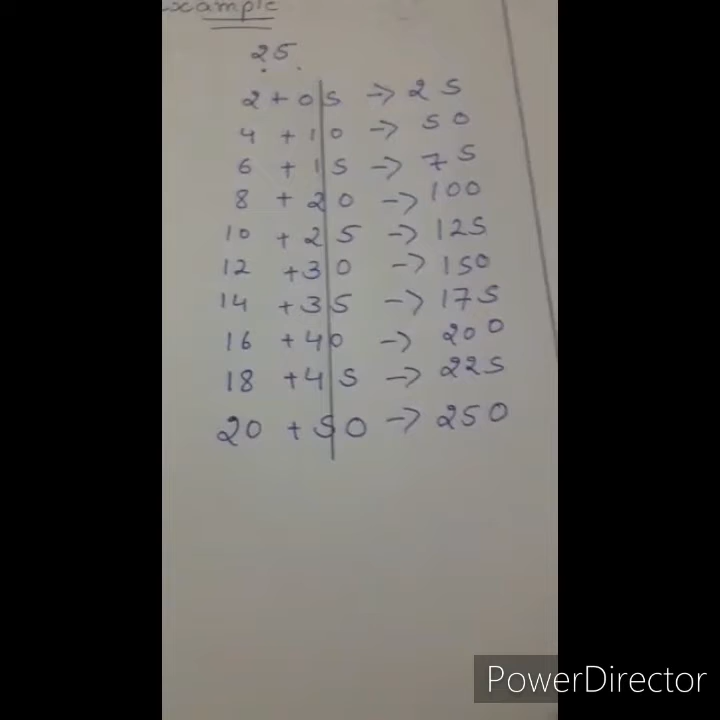 Example
25
2 + 05 -> 25
4 + 10 -> 50
6 + 15 -> 75
8 + 20 -> 100
10 + 25 -> 125
12 + 30 -> 150
14 + 35 -> 175
16 + 40 -> 200
18 + 45 -> 225
20 + 50 -> 250
PowerDirector